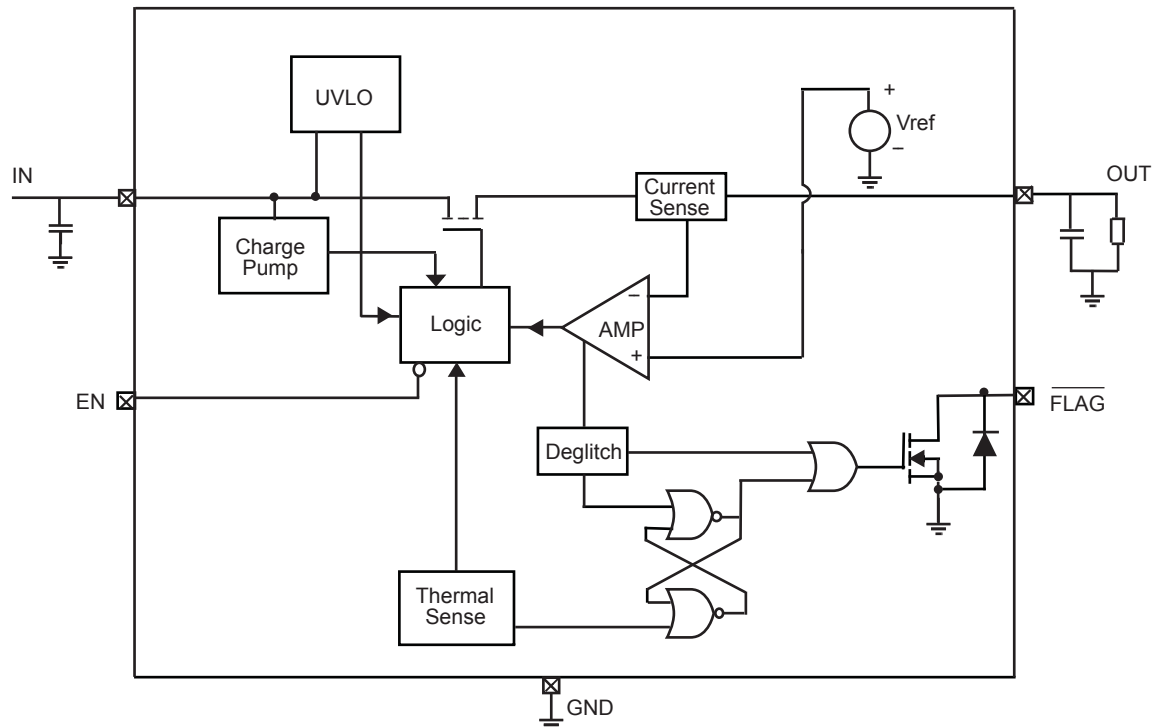 UVLO
+
Vref
−
IN
OUT
Current
Sense
Charge
Pump
−
Logic
AMP
+
EN
FLAG
Deglitch
Thermal
Sense
GND